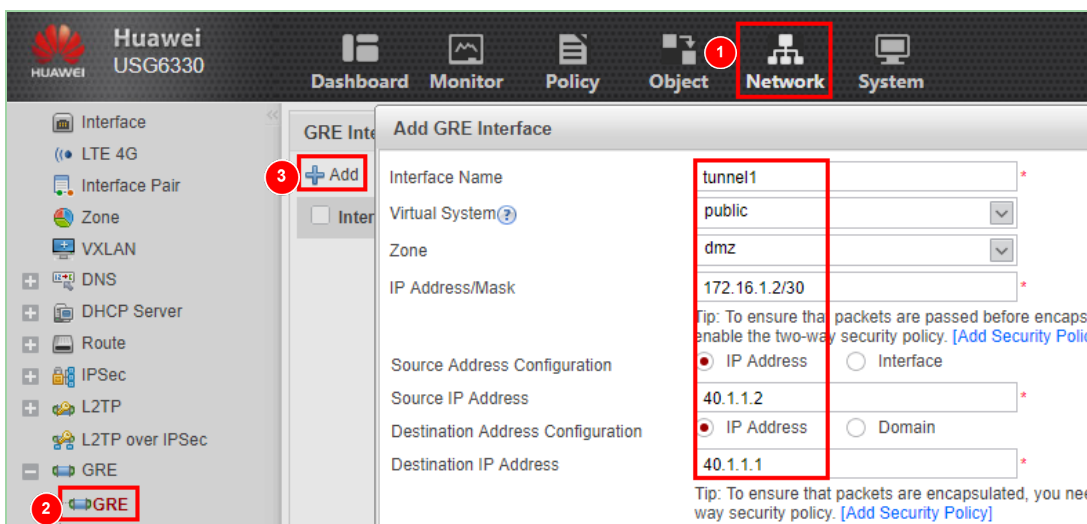 HUAWEI
Huawei
USG6330
Dashboard
Monitor
Policy
Object
1
Network
System
Interface
LTE 4G
Interface Pair
Zone
VXLAN
DNS
DHCP Server
Route
IPSec
L2TP
L2TP over IPSec
GRE
2
GRE
GRE Inte
3
Add
Inter
Add GRE Interface
Interface Name
tunnel1
*
Virtual System
?
public
Zone
dmz
IP Address/Mask
172.16.1.2/30
*
Tip: To ensure that packets are passed before encaps
enable the two-way security policy. [Add Security Polic
Source Address Configuration
IP Address
Interface
Source IP Address
40.1.1.2
*
Destination Address Configuration
IP Address
Domain
Destination IP Address
40.1.1.1
*
Tip: To ensure that packets are encapsulated, you nee
way security policy. [Add Security Policy]